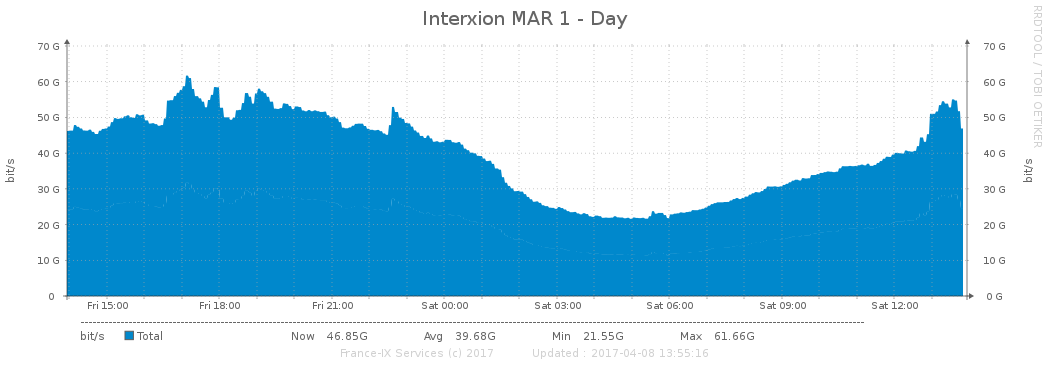 Interxion MAR 1 - Day
RRDTOOL / TOBI OETIKER
70 G 70 G
60 G 60 G
50 G 50 G
40 G 40 G
30 G 30 G
20 G 20 G
10 G 10 G
0 0 G
bit/s
bit/s
Fri 15:00 Fri 18:00 Fri 21:00 Sat 00:00 Sat 03:00 Sat 06:00 Sat 09:00 Sat 12:00
bit/s Total Now 46.85G Avg 39.68G Min 21.55G Max 61.66G
France-IX Services (c) 2017 Updated : 2017-04-08 13:55:16